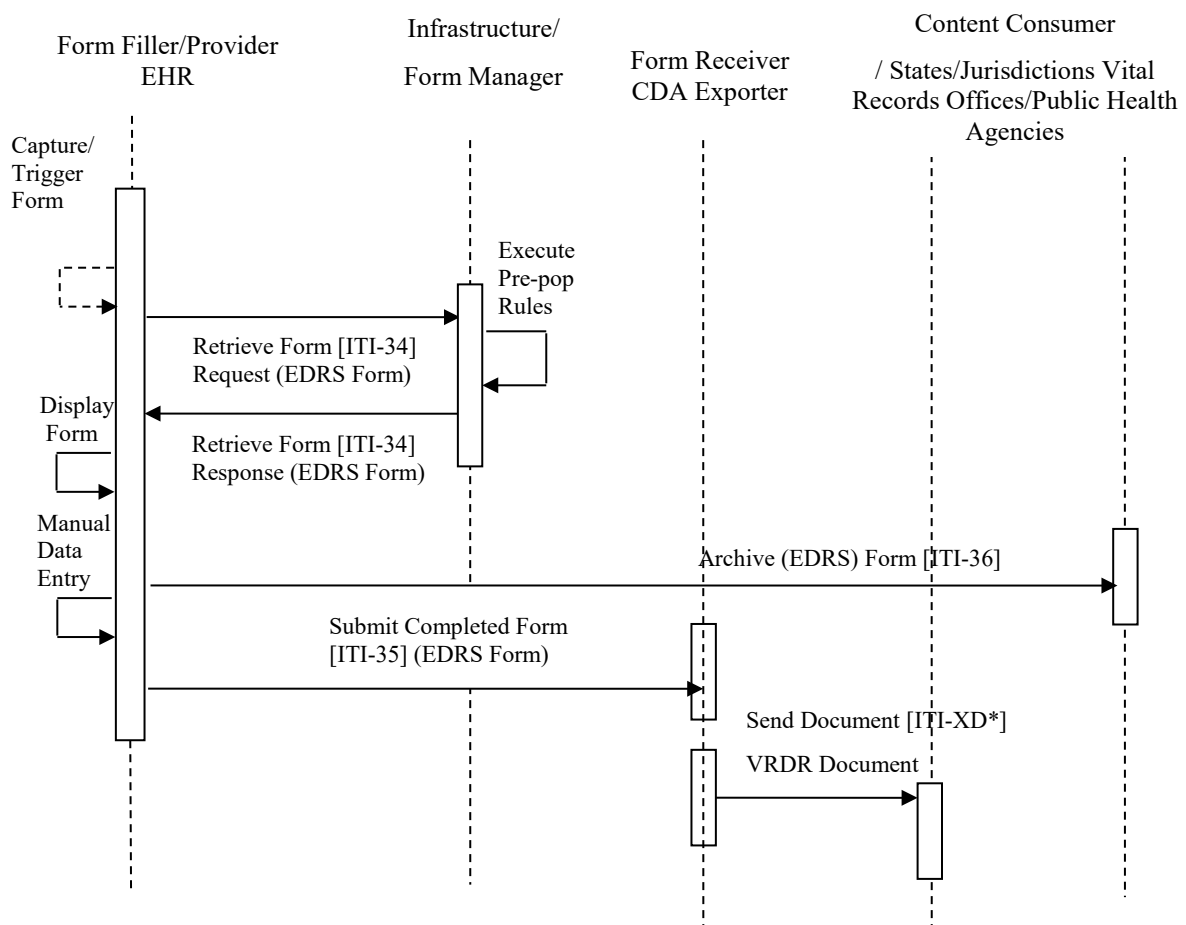 Form Filler/Provider
EHR
Infrastructure/
Form Manager
Form Receiver
CDA Exporter
Content Consumer
/ States/Jurisdictions Vital
Records Offices/Public Health
Agencies
Capture/
Trigger
Form
Execute
Pre-pop
Rules
Retrieve Form [ITI-34]
Request (EDRS Form)
Display
Form
Retrieve Form [ITI-34]
Response (EDRS Form)
Manual
Data
Entry
Archive (EDRS) Form [ITI-36]
Submit Completed Form
[ITI-35] (EDRS Form)
Send Document [ITI-XD*]
VRDR Document